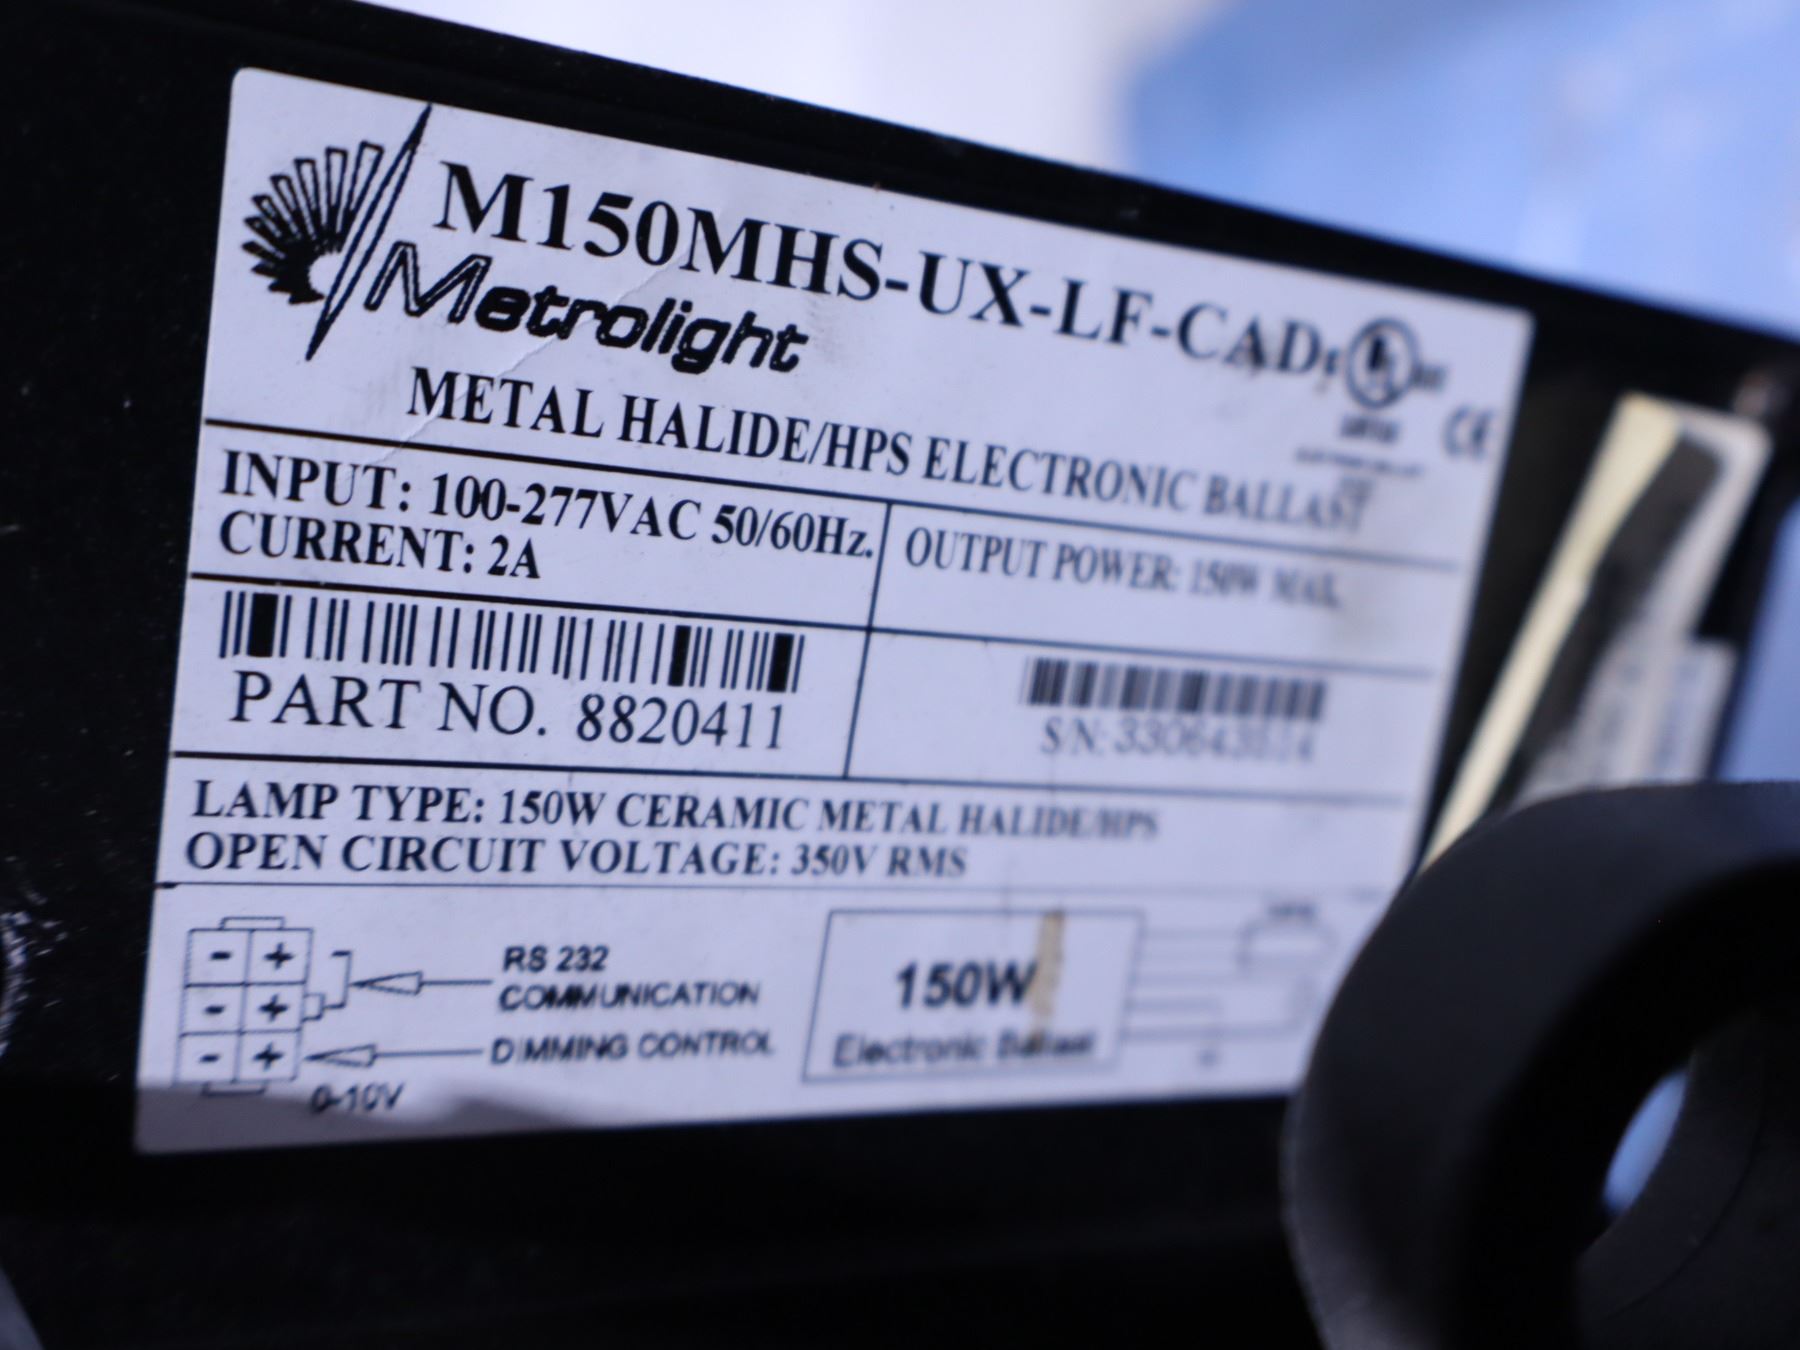 M150MHS-UX-LF-CAD
Metrolight
METAL HALIDE/HPS ELECTRONIC BALLAST
CE
INPUT: 100-277VAC 50/60Hz.
CURRENT: 2A
OUTPUT POWER: 150W MAX.
PART NO. 8820411
S/N:
LAMP TYPE: 150W CERAMIC METAL HALIDE/HPS
OPEN CIRCUIT VOLTAGE: 350V RMS
- +
- +
- +
RS 232
COMMUNICATION
DIMMING CONTROL
0-10V
150W
Electronic Ballast